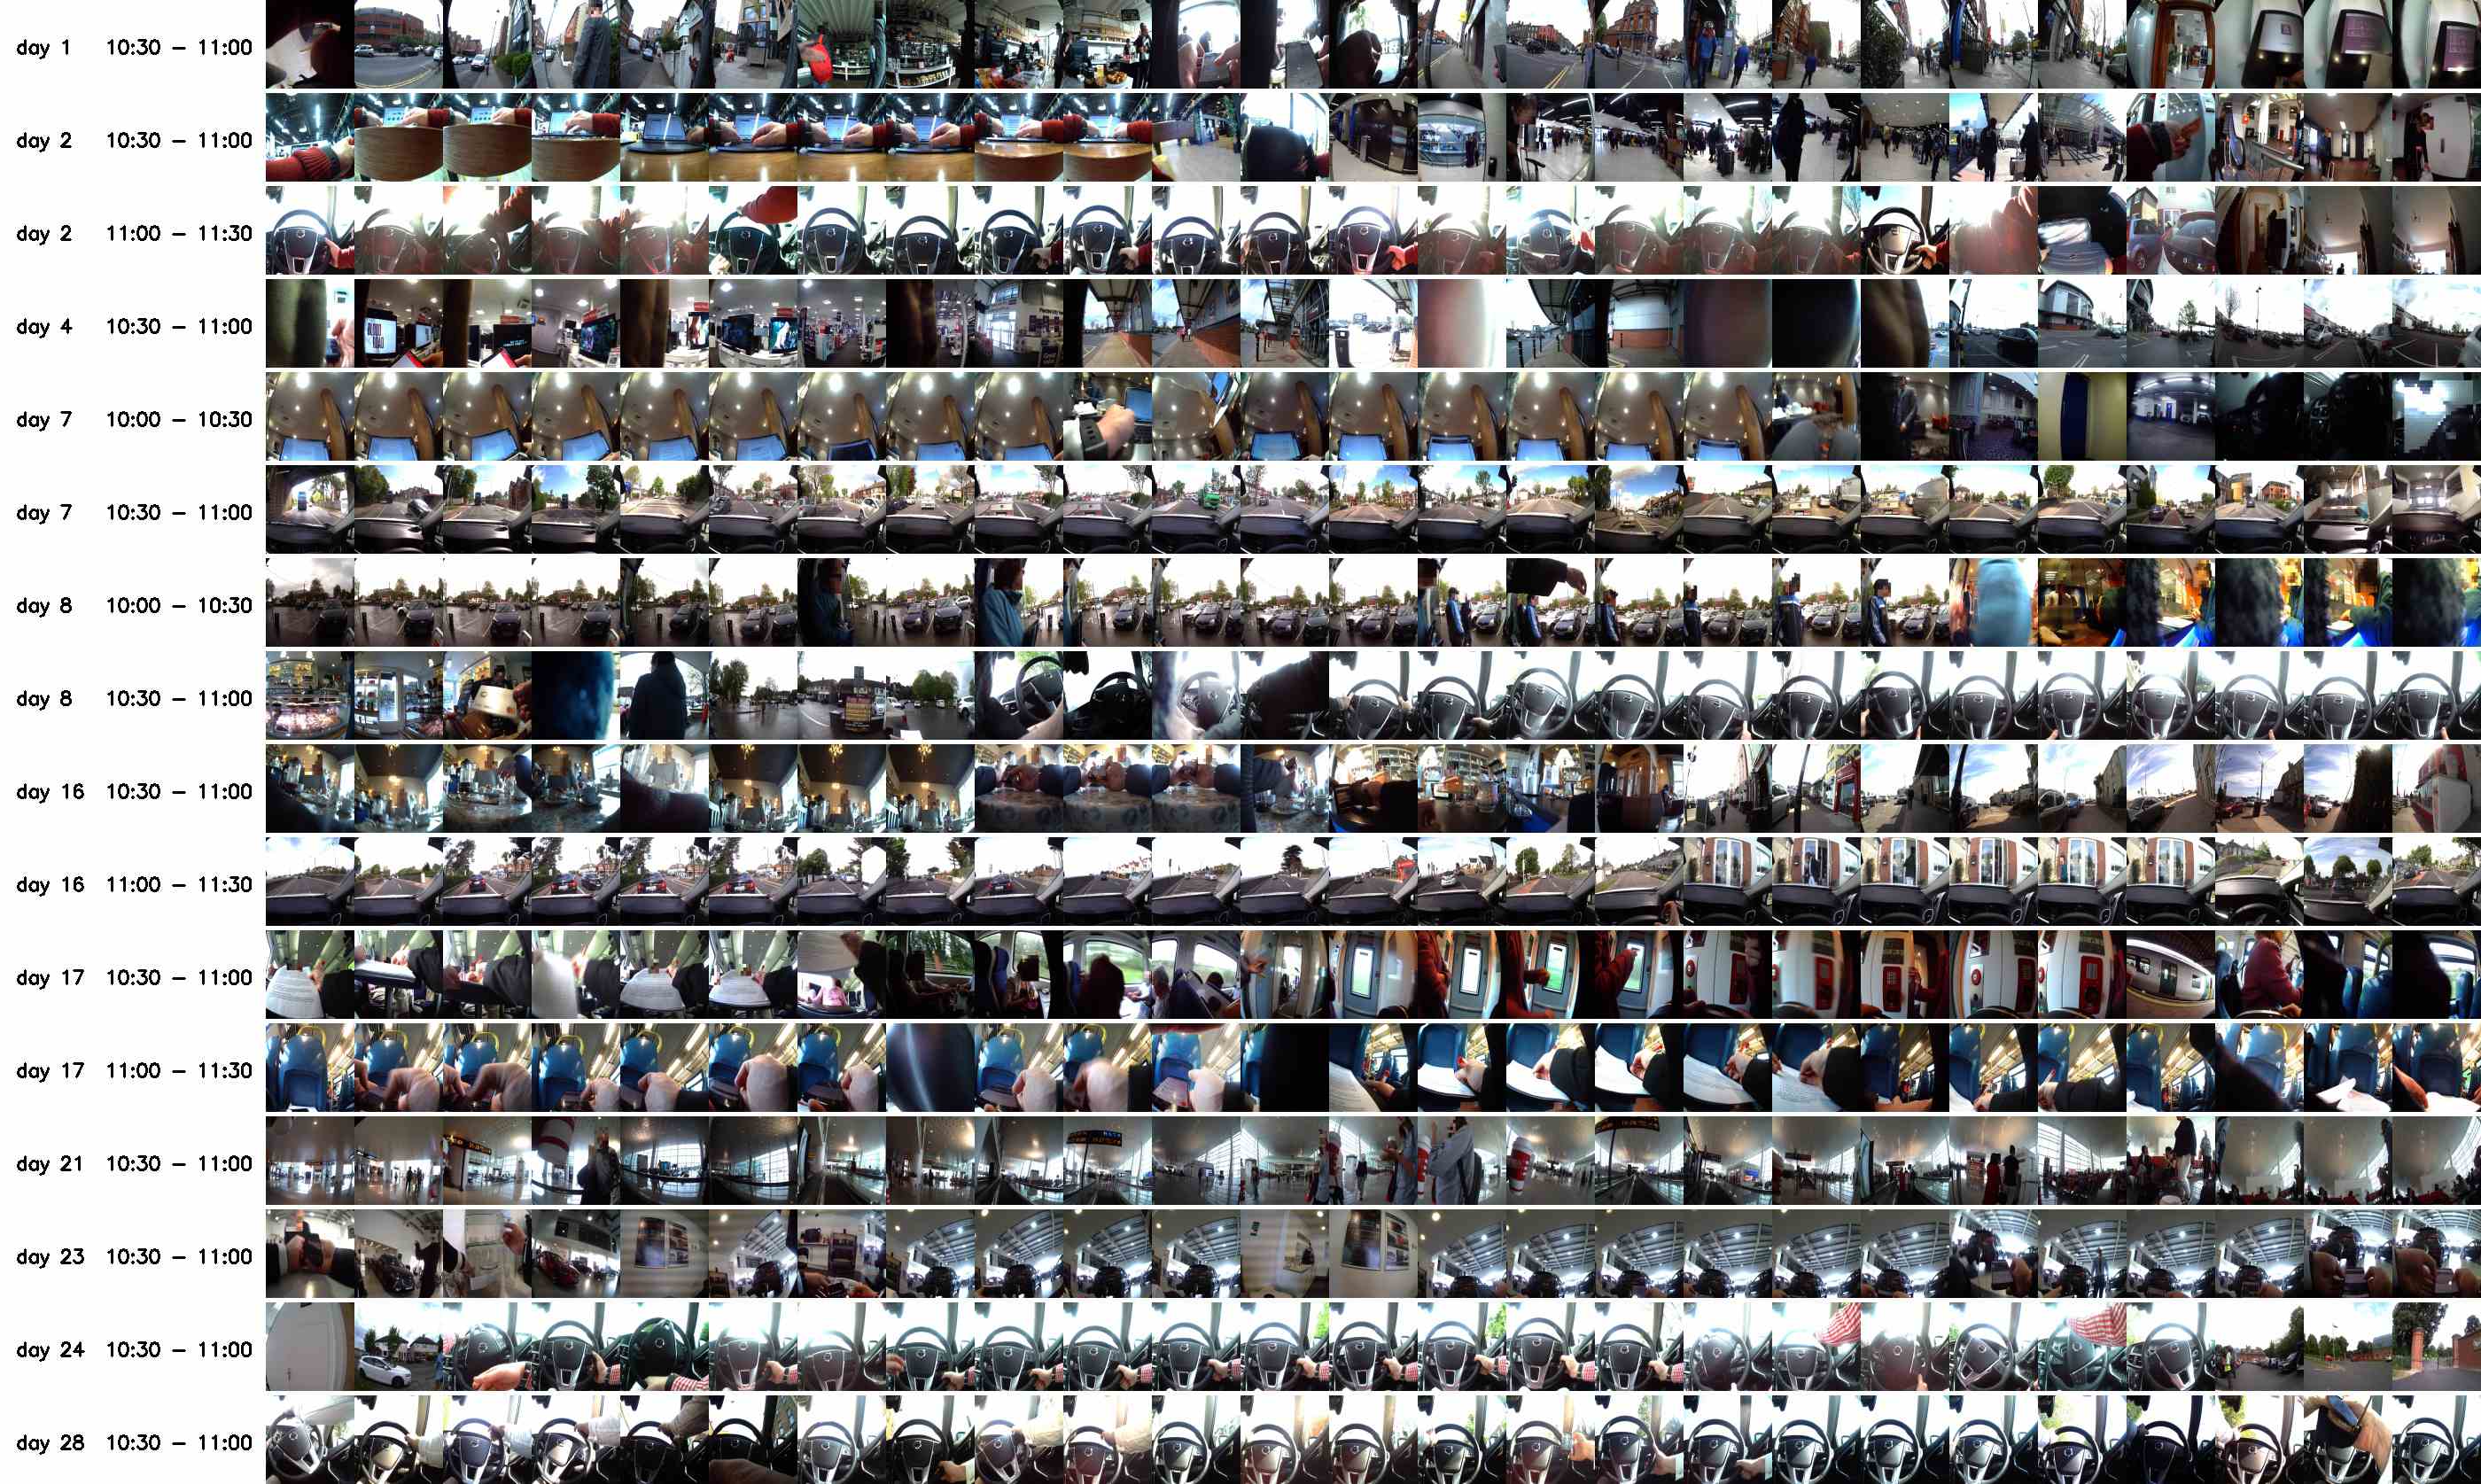 day 1 10:30 – 11:00
day 2 10:30 – 11:00
day 2 11:00 – 11:30
day 4 10:30 – 11:00
day 7 10:00 – 10:30
day 7 10:30 – 11:00
day 8 10:00 – 10:30
day 8 10:30 – 11:00
day 16 10:30 – 11:00
day 16 11:00 – 11:30
day 17 10:30 – 11:00
day 17 11:00 – 11:30
day 21 10:30 – 11:00
day 23 10:30 – 11:00
day 24 10:30 – 11:00
day 28 10:30 – 11:00